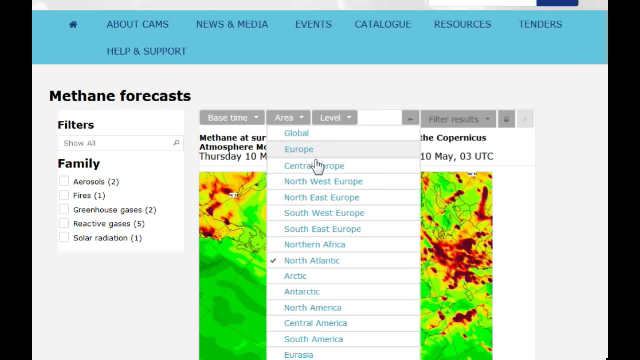 ABOUT CAMS NEWS & MEDIA EVENTS CATALOGUE RESOURCES TENDERS
HELP & SUPPORT
Methane forecasts
Filters
Show All
Family
Aerosols (2)
Fires (1)
Greenhouse gases (2)
Reactive gases (5)
Solar radiation (1)
Base time Area Level Filter results
Methane at sur the Copernicus
Atmosphere Mo
Thursday 10 M 10 May, 03 UTC
Global
Europe
Central Europe
North West Europe
North East Europe
South West Europe
South East Europe
Northern Africa
North Atlantic
Arctic
Antarctic
North America
Central America
South America
Eurasia